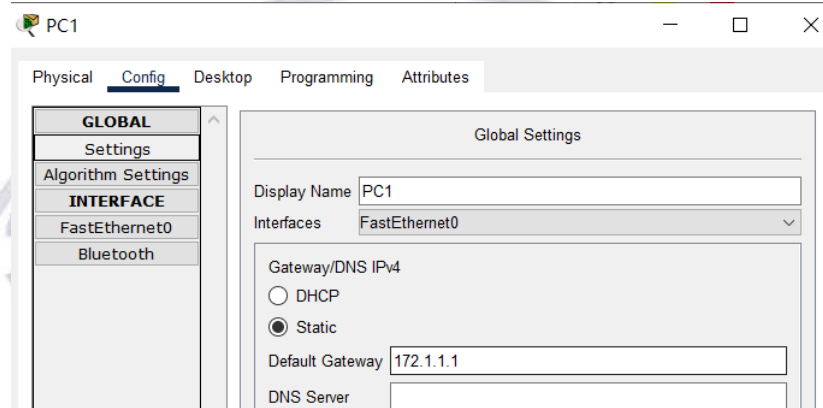 PC1
Physical Config Desktop Programming Attributes
GLOBAL
Settings
Algorithm Settings
INTERFACE
FastEthernet0
Bluetooth
Global Settings
Display Name PC1
Interfaces FastEthernet0
Gateway/DNS IPv4
DHCP
Static
Default Gateway 172.1.1.1
DNS Server